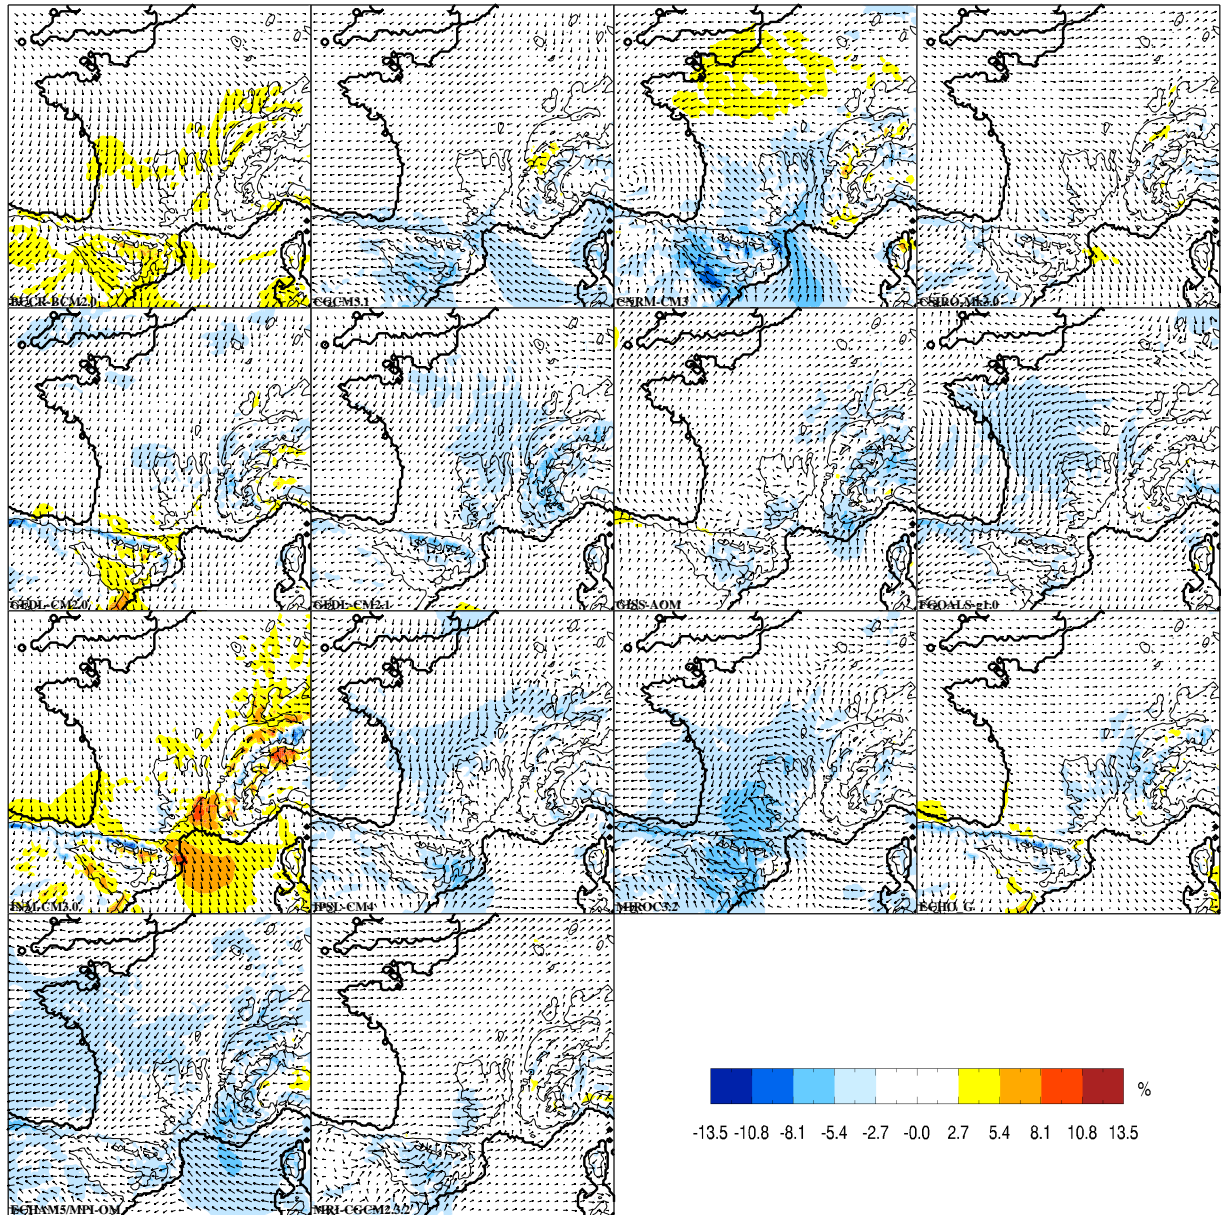 BCCR-BCM2.0
CGCM3.1
CNRM-CM3
CSIRO-Mk3.0
GFDL-CM2.0
GFDL-CM2.1
GISS-AOM
FGOALS-g1.0
INM-CM3.0
IPSL-CM4
MIROC3.2
ECHO_G
ECHAM5/MPI-OM
MRI-CGCM2.3.2
%
-13.5 -10.8 -8.1 -5.4 -2.7 -0.0 2.7 5.4 8.1 10.8 13.5